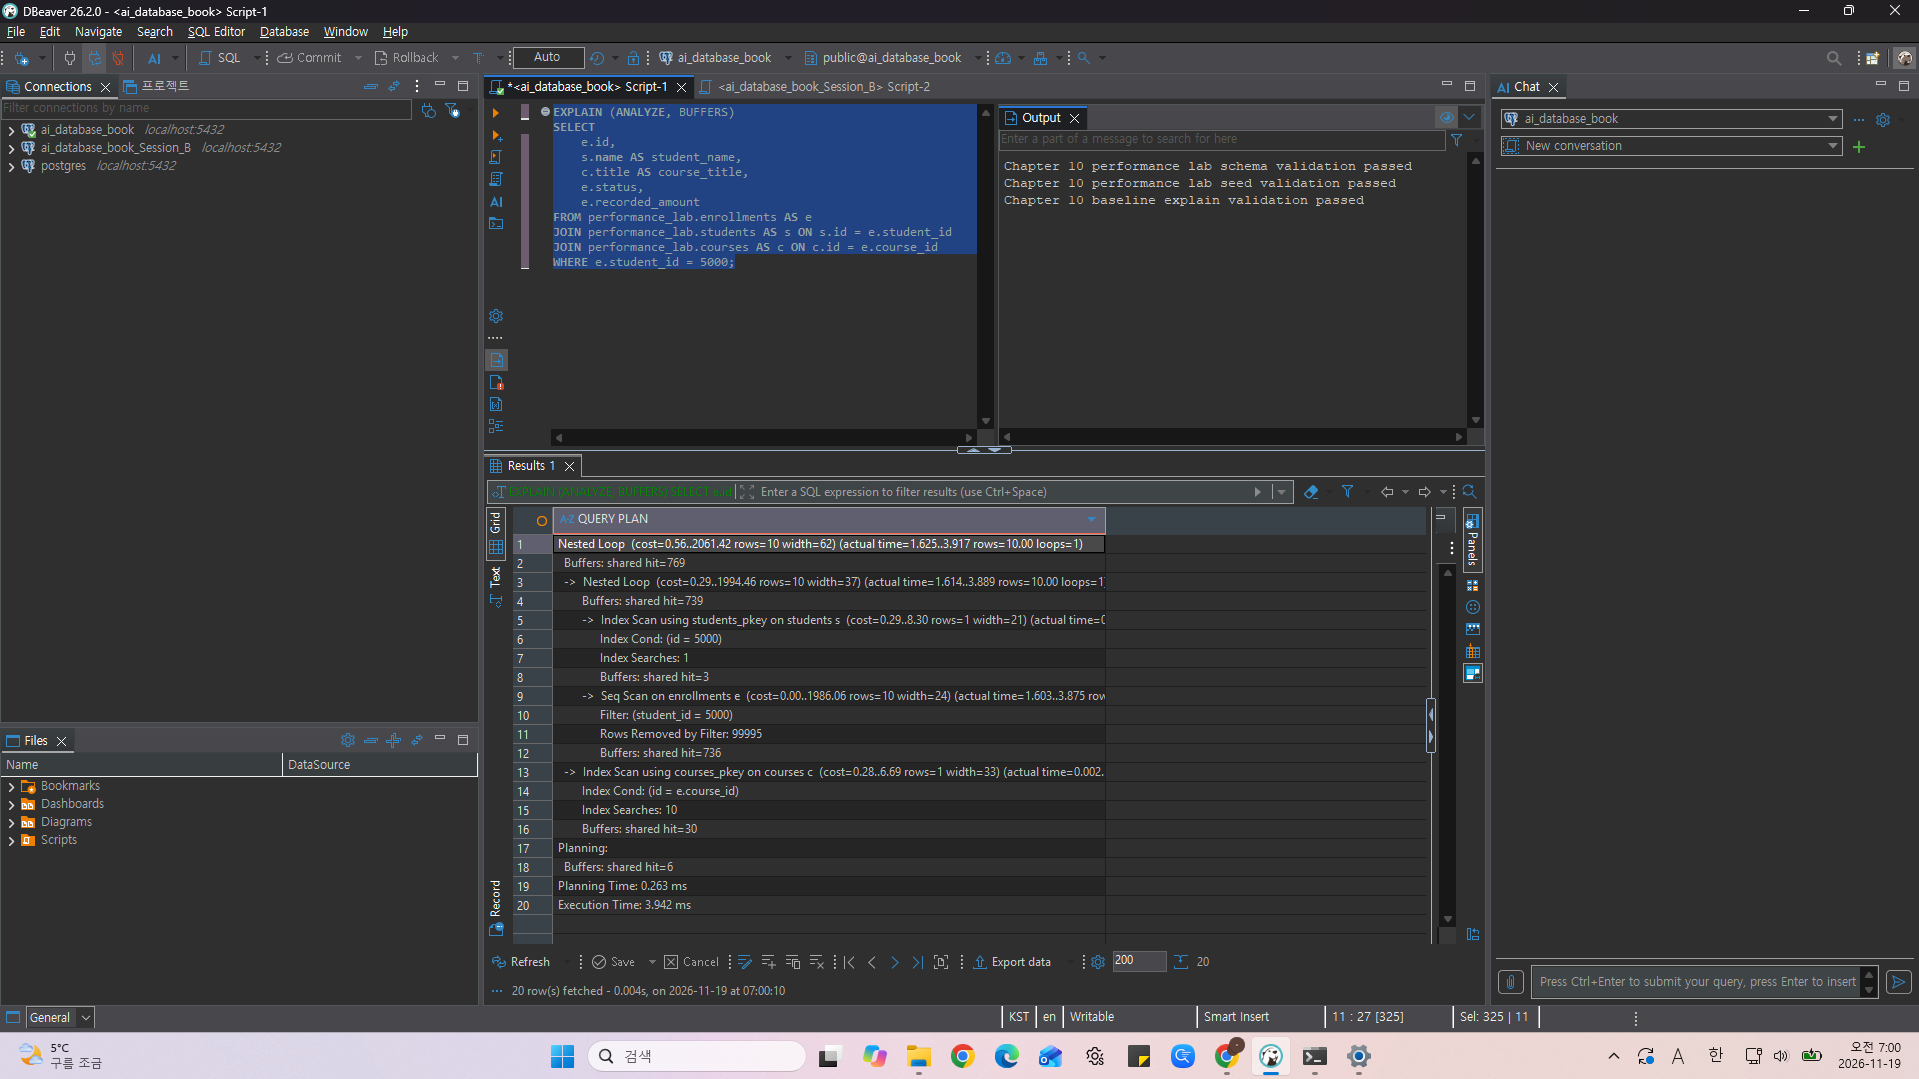 DBeaver 26.2.0 - <ai_database_book> Script-1
File Edit Navigate Search SQL Editor Database Window Help
AI SQL Commit Rollback T Auto ai_database_book public@ai_database_book
Connections 프로젝트
Filter connections by name
ai_database_book localhost:5432
ai_database_book_Session_B localhost:5432
postgres localhost:5432
Files
Name DataSource
Bookmarks
Dashboards
Diagrams
Scripts
*<ai_database_book> Script-1 <ai_database_book_Session_B> Script-2
AI
EXPLAIN (ANALYZE, BUFFERS)
SELECT
e.id,
s.name AS student_name,
c.title AS course_title,
e.status,
e.recorded_amount
FROM performance_lab.enrollments AS e
JOIN performance_lab.students AS s ON s.id = e.student_id
JOIN performance_lab.courses AS c ON c.id = e.course_id
WHERE e.student_id = 5000;
Output
Enter a part of a message to search for here
Chapter 10 performance lab schema validation passed
Chapter 10 performance lab seed validation passed
Chapter 10 baseline explain validation passed
Results 1
EXPLAIN (ANALYZE, BUFFERS) SELECT e.id Enter a SQL expression to filter results (use Ctrl+Space)
Grid
Text
Record
Panels
A-Z QUERY PLAN
1 Nested Loop (cost=0.56..2061.42 rows=10 width=62) (actual time=1.625..3.917 rows=10.00 loops=1)
2 Buffers: shared hit=769
3 -> Nested Loop (cost=0.29..1994.46 rows=10 width=37) (actual time=1.614..3.889 rows=10.00 loops=1
4 Buffers: shared hit=739
5 -> Index Scan using students_pkey on students s (cost=0.29..8.30 rows=1 width=21) (actual time=0
6 Index Cond: (id = 5000)
7 Index Searches: 1
8 Buffers: shared hit=3
9 -> Seq Scan on enrollments e (cost=0.00..1986.06 rows=10 width=24) (actual time=1.603..3.875 row
10 Filter: (student_id = 5000)
11 Rows Removed by Filter: 99995
12 Buffers: shared hit=736
13 -> Index Scan using courses_pkey on courses c (cost=0.28..6.69 rows=1 width=33) (actual time=0.002.
14 Index Cond: (id = e.course_id)
15 Index Searches: 10
16 Buffers: shared hit=30
17 Planning:
18 Buffers: shared hit=6
19 Planning Time: 0.263 ms
20 Execution Time: 3.942 ms
Refresh Save Cancel Export data 200 20
20 row(s) fetched - 0.004s, on 2026-11-19 at 07:00:10
AI Chat
ai_database_book
New conversation
Press Ctrl+Enter to submit your query, press Enter to insert
General KST en Writable Smart Insert 11 : 27 [325] Sel: 325 | 11
5°C
구름 조금
검색
A 한
오전 7:00
2026-11-19